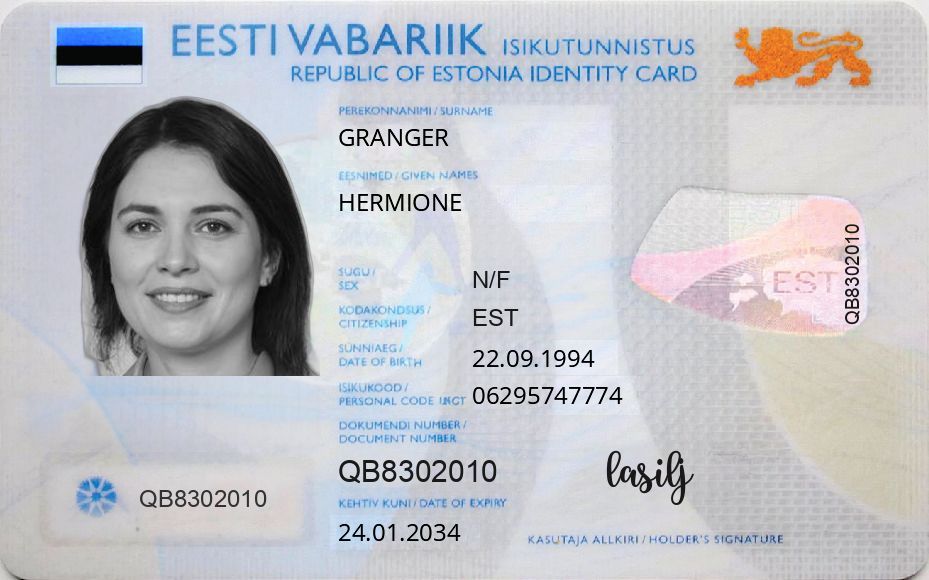 EESTI VABARIIK ISIKUTUNNISTUS
REPUBLIC OF ESTONIA IDENTITY CARD
PEREKONNANIMI / SURNAME
GRANGER
EESNIMED / GIVEN NAMES
HERMIONE
SUGU / SEX
N/F
KODAKONDSUS / CITIZENSHIP
EST
SÜNNIAEG / DATE OF BIRTH
22.09.1994
ISIKUKOOD / PERSONAL CODE
06295747774
DOKUMENDI NUMBER / DOCUMENT NUMBER
QB8302010
KEHTIV KUNI / DATE OF EXPIRY
24.01.2034
QB8302010
EST
QB8302010
lasilj
KASUTAJA ALLKIRI / HOLDER'S SIGNATURE